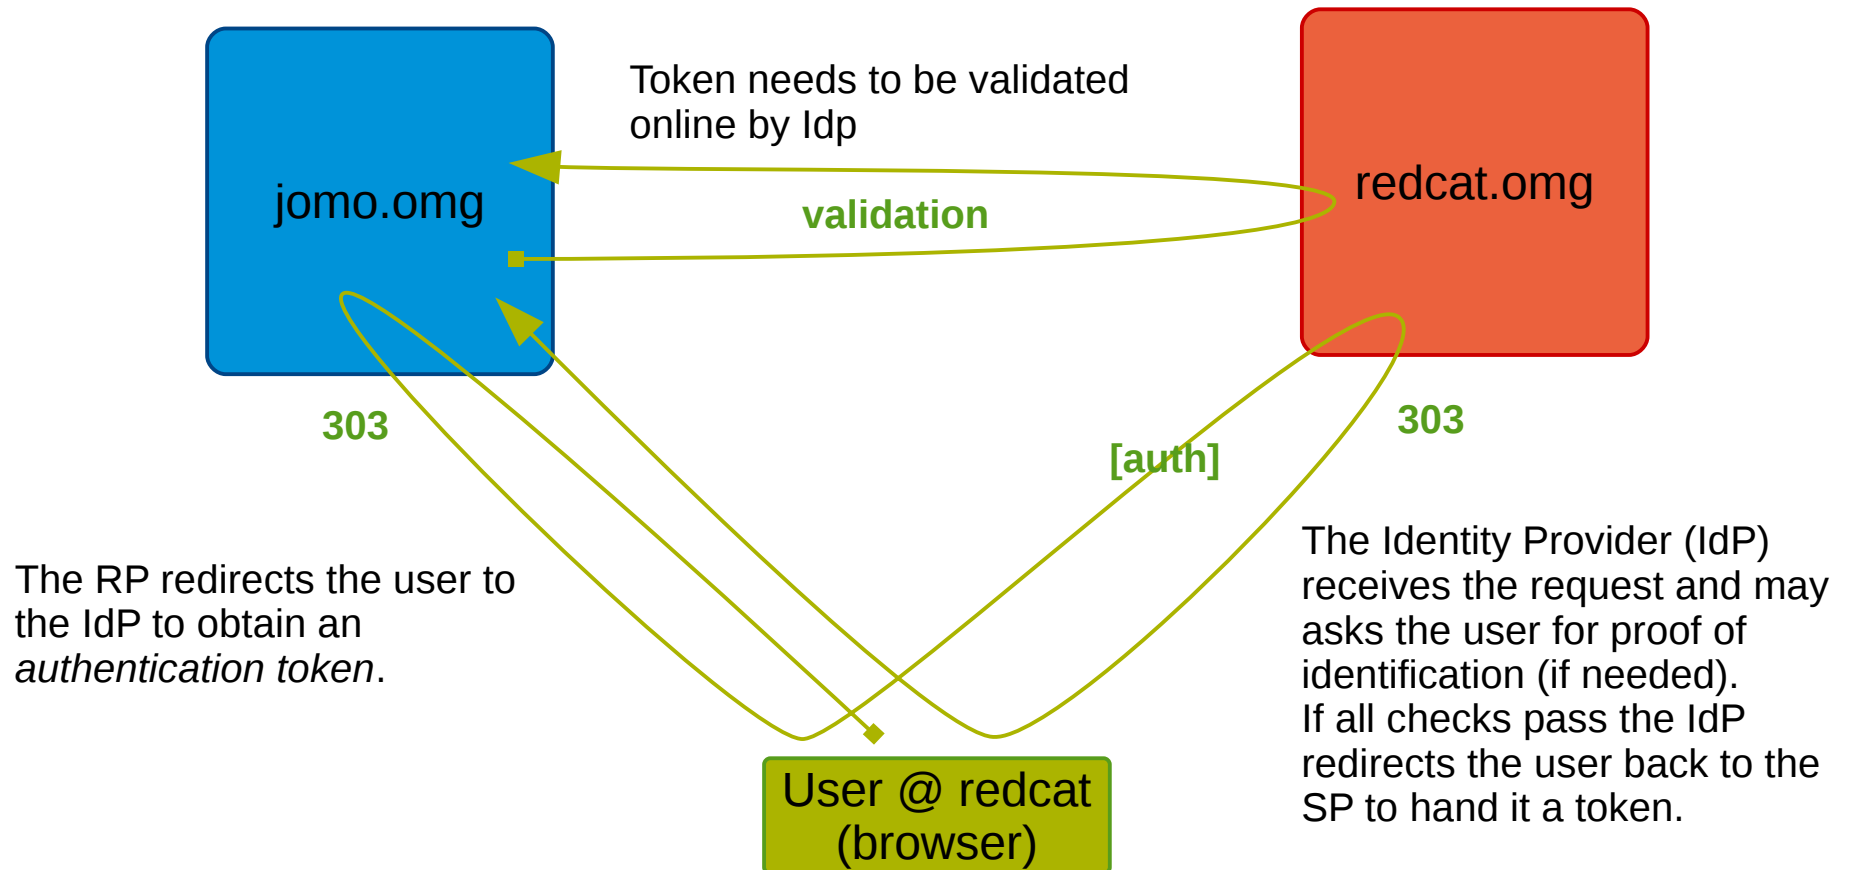 Token needs to be validated
online by Idp
jomo.omg
redcat.omg
validation
303
303
[auth]
The RP redirects the user to
the IdP to obtain an
authentication token.
The Identity Provider (IdP)
receives the request and may
asks the user for proof of
identification (if needed).
If all checks pass the IdP
redirects the user back to the
SP to hand it a token.
User @ redcat
(browser)